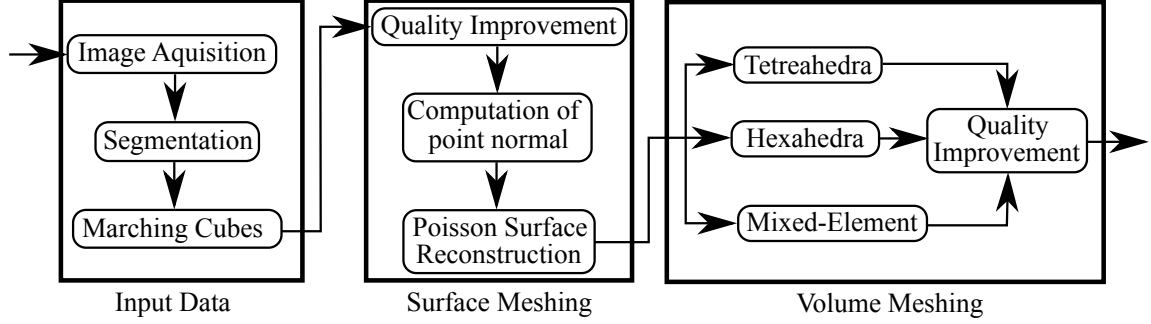 Image Aquisition
Segmentation
Marching Cubes
Input Data
Quality Improvement
Computation of
point normal
Poisson Surface
Reconstruction
Surface Meshing
Tetreahedra
Hexahedra
Mixed-Element
Quality
Improvement
Volume Meshing